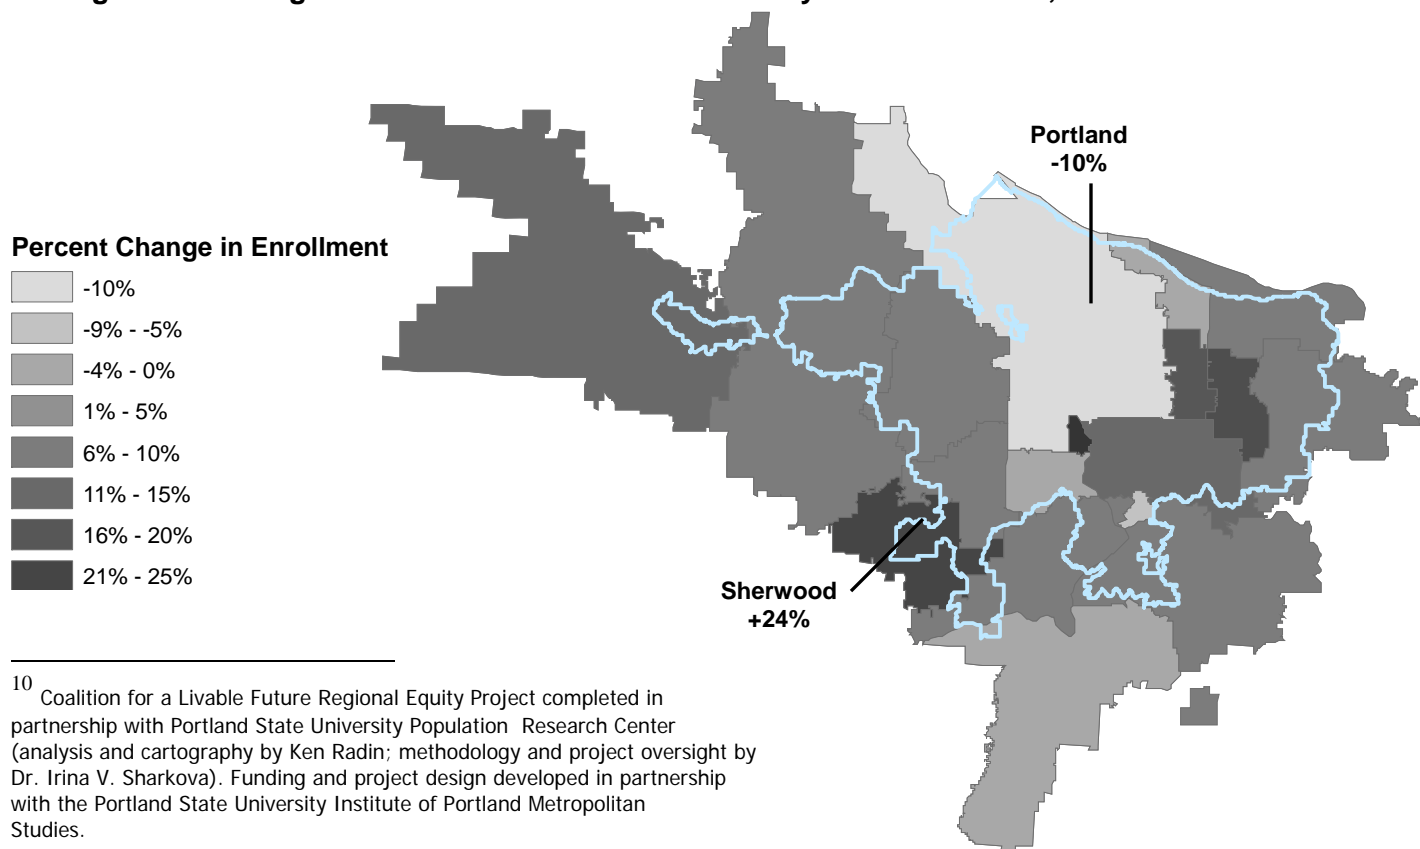 Portland
-10%
Percent Change in Enrollment
-10%
-9% - -5%
-4% - 0%
1% - 5%
6% - 10%
11% - 15%
16% - 20%
21% - 25%
Sherwood
+24%
10 Coalition for a Livable Future Regional Equity Project completed in
partnership with Portland State University Population Research Center
(analysis and cartography by Ken Radin; methodology and project oversight by
Dr. Irina V. Sharkova). Funding and project design developed in partnership
with the Portland State University Institute of Portland Metropolitan
Studies.